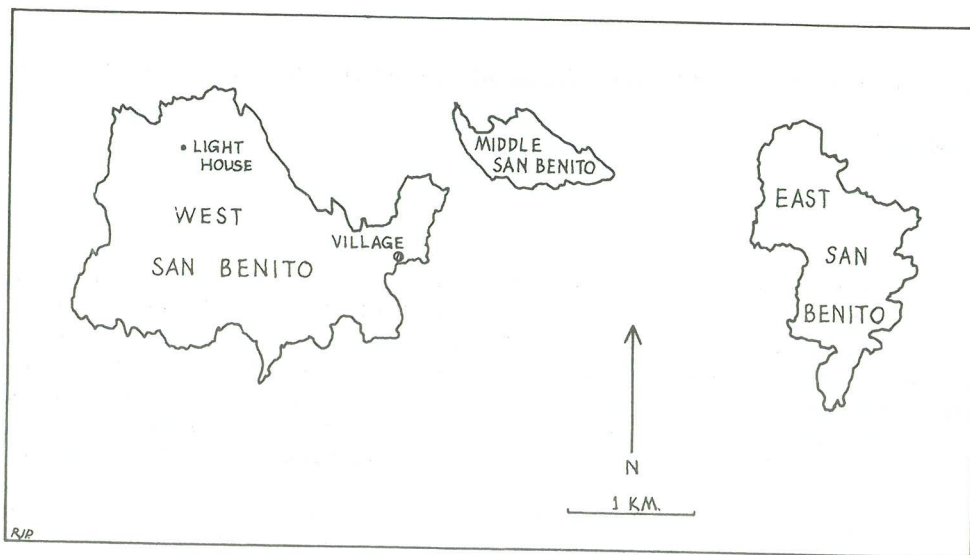 LIGHT
HOUSE
WEST
SAN BENITO
VILLAGE
MIDDLE
SAN BENITO
EAST
SAN
BENITO
N
1 KM.
RJP.